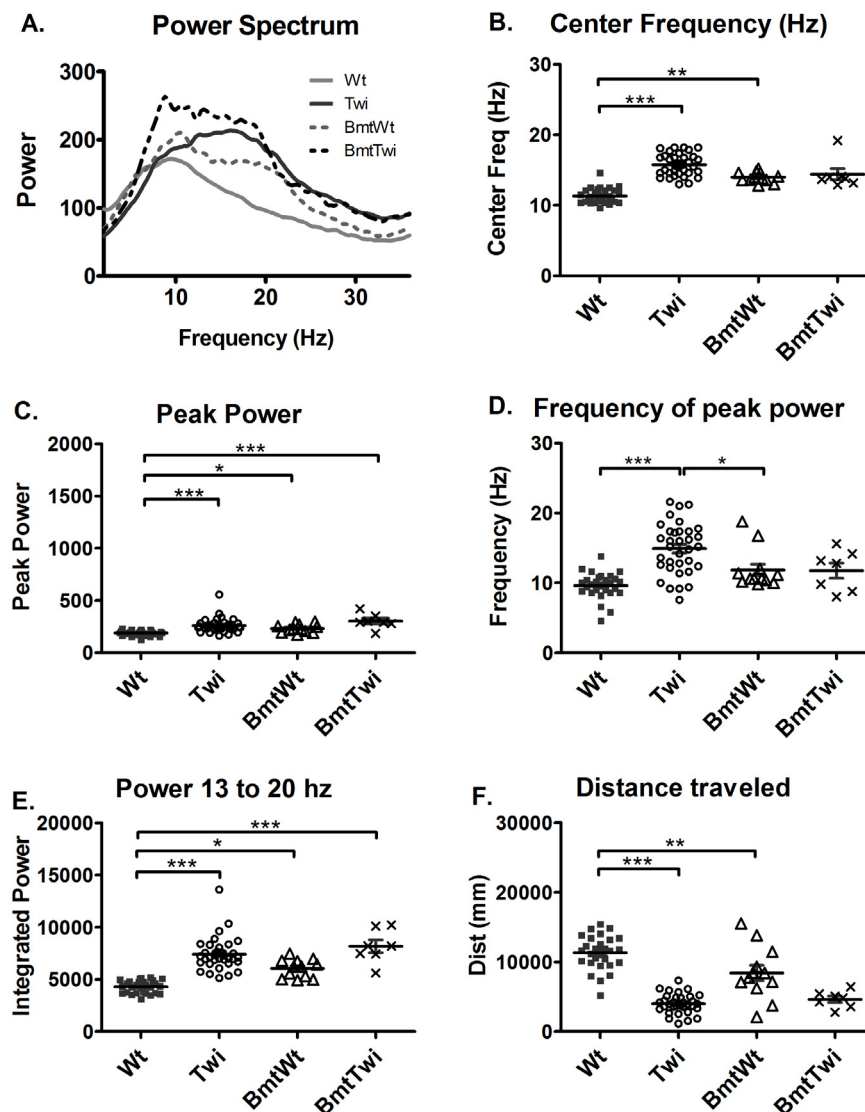 A. Power Spectrum
300
200
100
0
Power
10 20 30
Frequency (Hz)
Wt
Twi
BmtWt
BmtTwi
B. Center Frequency (Hz)
**
***
30
20
10
0
Center Freq (Hz)
Wt Twi BmtWt BmtTwi
C. Peak Power
***
*
***
2000
1500
1000
500
0
Peak Power
Wt Twi BmtWt BmtTwi
D. Frequency of peak power
*** *
30
20
10
0
Frequency (Hz)
Wt Twi BmtWt BmtTwi
E. Power 13 to 20 hz
***
*
***
20000
15000
10000
5000
0
Integrated Power
Wt Twi BmtWt BmtTwi
F. Distance traveled
**
***
30000
20000
10000
0
Dist (mm)
Wt Twi BmtWt BmtTwi